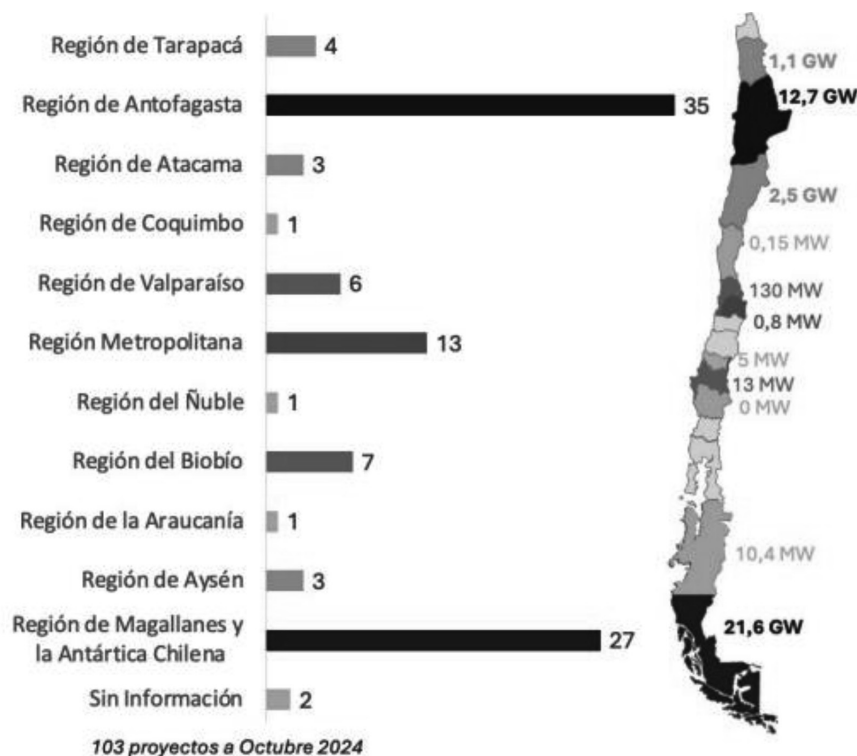 Región de Tarapacá 4
Región de Antofagasta 35
Región de Atacama 3
Región de Coquimbo 1
Región de Valparaíso 6
Región Metropolitana 13
Región del Ñuble 1
Región del Biobío 7
Región de la Araucanía 1
Región de Aysén 3
Región de Magallanes y
la Antártica Chilena 27
Sin Información 2
103 proyectos a Octubre 2024
1,1 GW
12,7 GW
2,5 GW
0,15 MW
130 MW
0,8 MW
5 MW
13 MW
0 MW
10,4 MW
21,6 GW